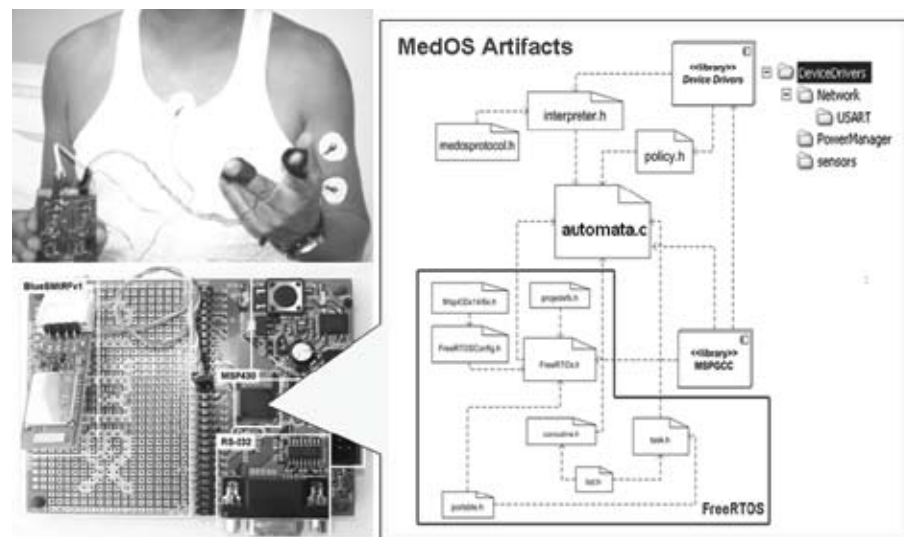 BlueSMiRFv1
MSP430
RS-232
MedOS Artifacts
<<library>>
Device Drivers
interpreter.h
medosprotocol.h
policy.h
automata.c
DeviceDrivers
Network
USART
PowerManager
sensors
projdefs.h
FreeRTOSConfig.h
FreeRTOs.h
<<library>>
MSPGCC
coroutine.h
task.h
list.h
portable.h
FreeRTOS